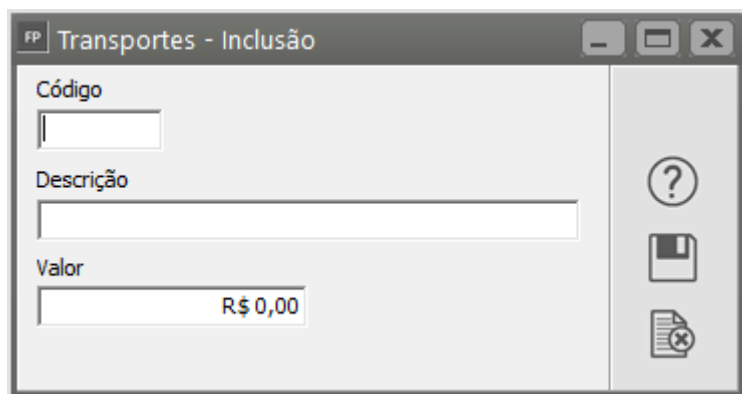 FP Transportes - Inclusão
Código
Descrição
Valor
R$ 0,00